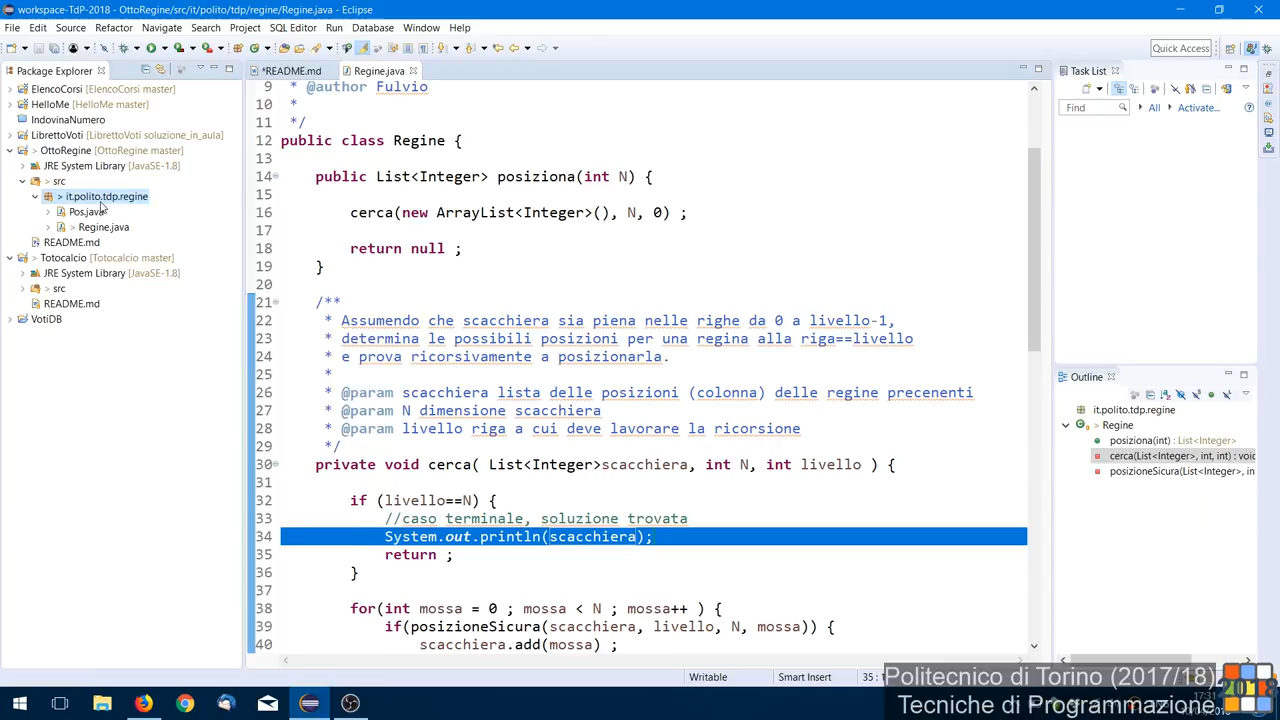 workspace-TdP-2018 - OttoRegine/src/it/polito/tdp/regine/Regine.java - Eclipse
File Edit Source Refactor Navigate Search Project SQL Editor Run Database Window Help
Quick Access
Package Explorer
*README.md
Regine.java
Task List
ElencoCorsi [ElencoCorsi master]
HelloMe [HelloMe master]
IndovinaNumero
LibrettoVoti [LibrettoVoti soluzione_in_aula]
> OttoRegine [OttoRegine master]
JRE System Library [JavaSE-1.8]
> src
> it.polito.tdp.regine
Pos.java
> Regine.java
README.md
> Totocalcio [Totocalcio master]
JRE System Library [JavaSE-1.8]
> src
README.md
VotiDB
9 * @author Fulvio
10 *
11 */
12 public class Regine {
13
14 public List<Integer> posiziona(int N) {
15
16 cerca(new ArrayList<Integer>(), N, 0) ;
17
18 return null ;
19 }
20
21 /**
22 * Assumendo che scacchiera sia piena nelle righe da 0 a livello-1,
23 * determina le possibili posizioni per una regina alla riga==livello
24 * e prova ricorsivamente a posizionarla.
25 *
26 * @param scacchiera lista delle posizioni (colonna) delle regine precenenti
27 * @param N dimensione scacchiera
28 * @param livello riga a cui deve lavorare la ricorsione
29 */
30 private void cerca( List<Integer>scacchiera, int N, int livello ) {
31
32 if (livello==N) {
33 //caso terminale, soluzione trovata
34 System.out.println(scacchiera);
35 return ;
36 }
37
38 for(int mossa = 0 ; mossa < N ; mossa++ ) {
39 if(posizioneSicura(scacchiera, livello, N, mossa)) {
40 scacchiera.add(mossa) ;
Find
All
Activate...
Outline
it.polito.tdp.regine
> Regine
posiziona(int) : List<Integer>
cerca(List<Integer>, int, int) : voi
posizioneSicura(List<Integer>, in
Writable
Smart Insert
Politecnico di Torino (2017/18)
Tecniche di Programmazione
2018